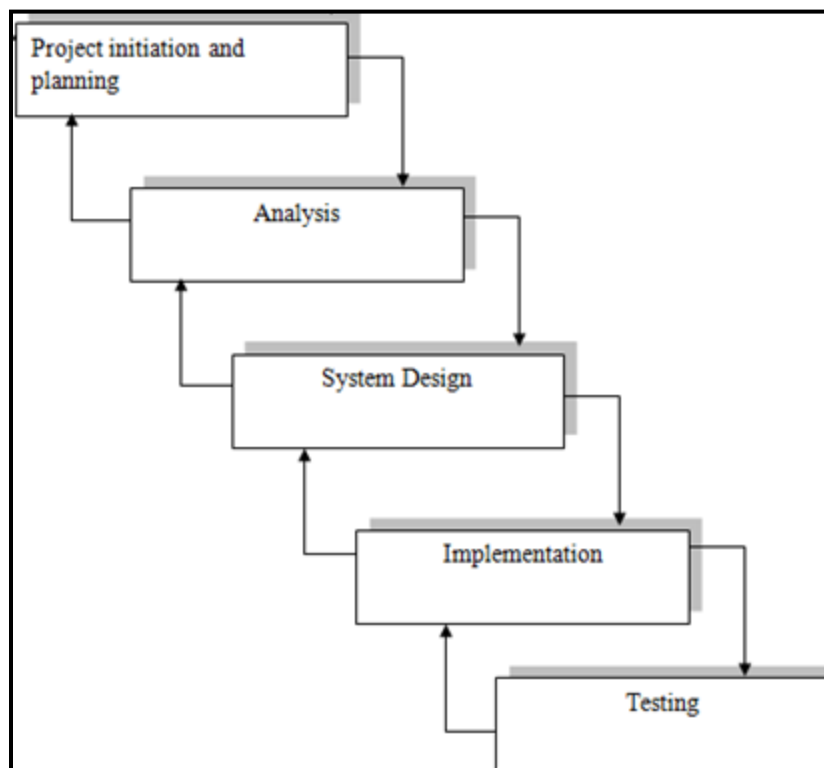 Project initiation and
planning
Analysis
System Design
Implementation
Testing